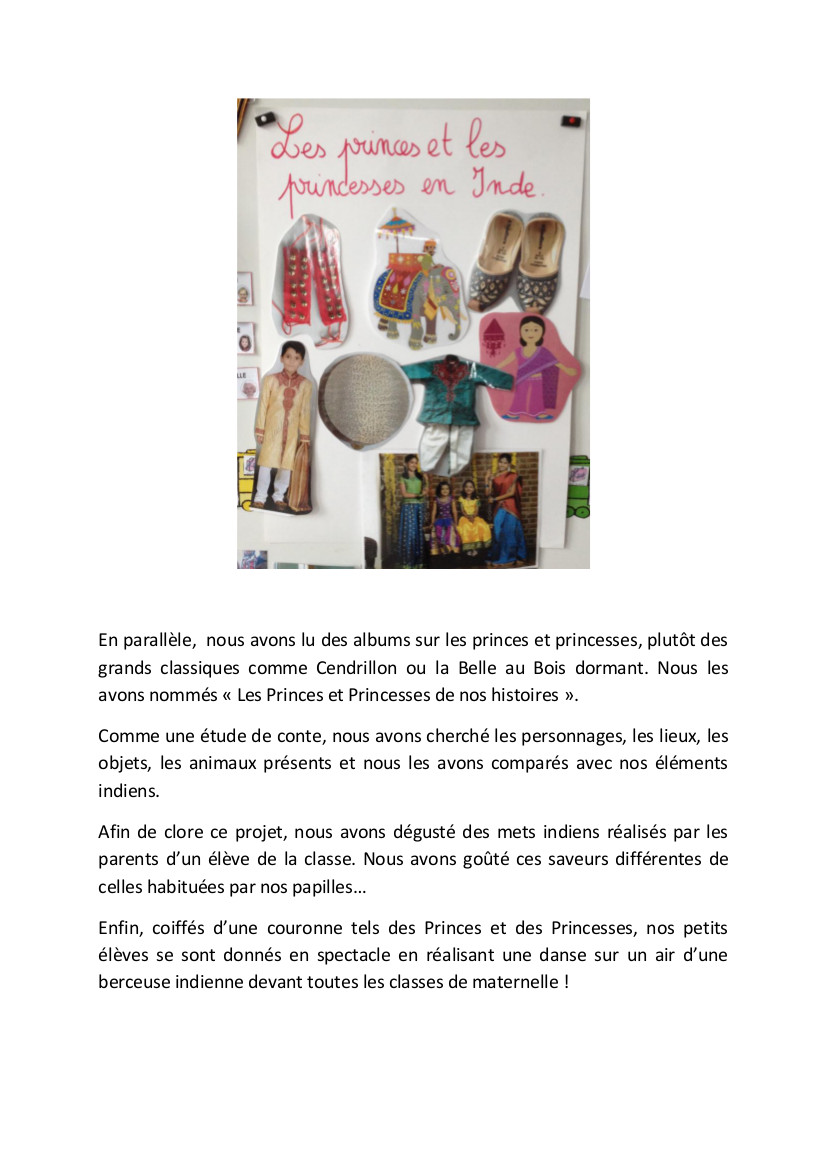 Les princes et les
princesses en Inde.
LLE
En parallèle, nous avons lu des albums sur les princes et princesses, plutôt des
grands classiques comme Cendrillon ou la Belle au Bois dormant. Nous les
avons nommés « Les Princes et Princesses de nos histoires ».
Comme une étude de conte, nous avons cherché les personnages, les lieux, les
objets, les animaux présents et nous les avons comparés avec nos éléments
indiens.
Afin de clore ce projet, nous avons dégusté des mets indiens réalisés par les
parents d’un élève de la classe. Nous avons goûté ces saveurs différentes de
celles habituées par nos papilles…
Enfin, coiffés d’une couronne tels des Princes et des Princesses, nos petits
élèves se sont donnés en spectacle en réalisant une danse sur un air d’une
berceuse indienne devant toutes les classes de maternelle !